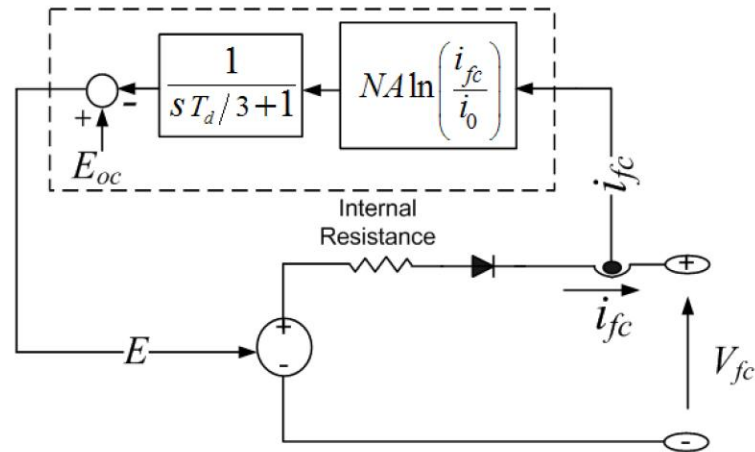 1
sT_d/3+1
NA ln(i_fc/i_0)
+
-
E_oc
i_fc
Internal
Resistance
+
i_fc
E
+
-
V_fc
-